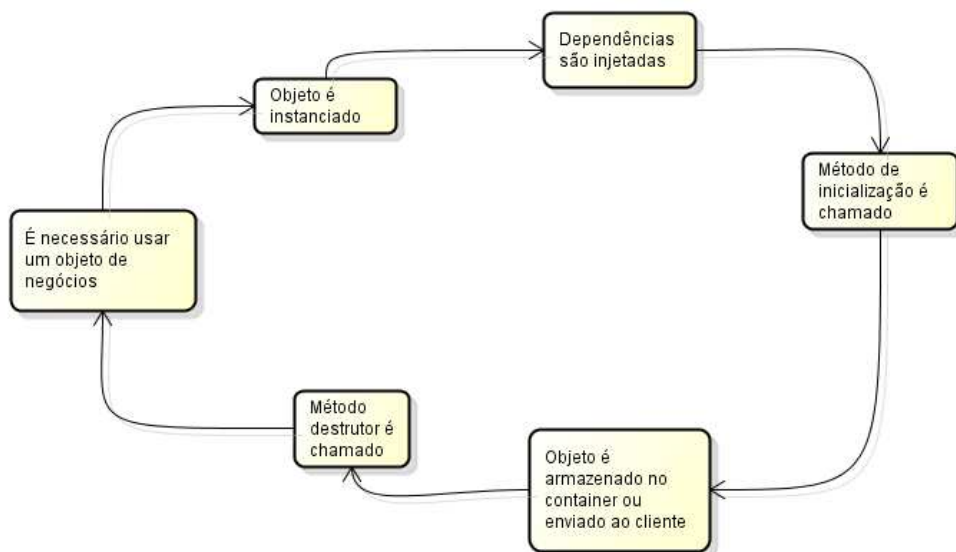 Dependências
são injetadas
Objeto é
instanciado
Método de
inicialização é
chamado
É necessário usar
um objeto de
negócios
Método
destrutor é
chamado
Objeto é
armazenado no
container ou
enviado ao cliente